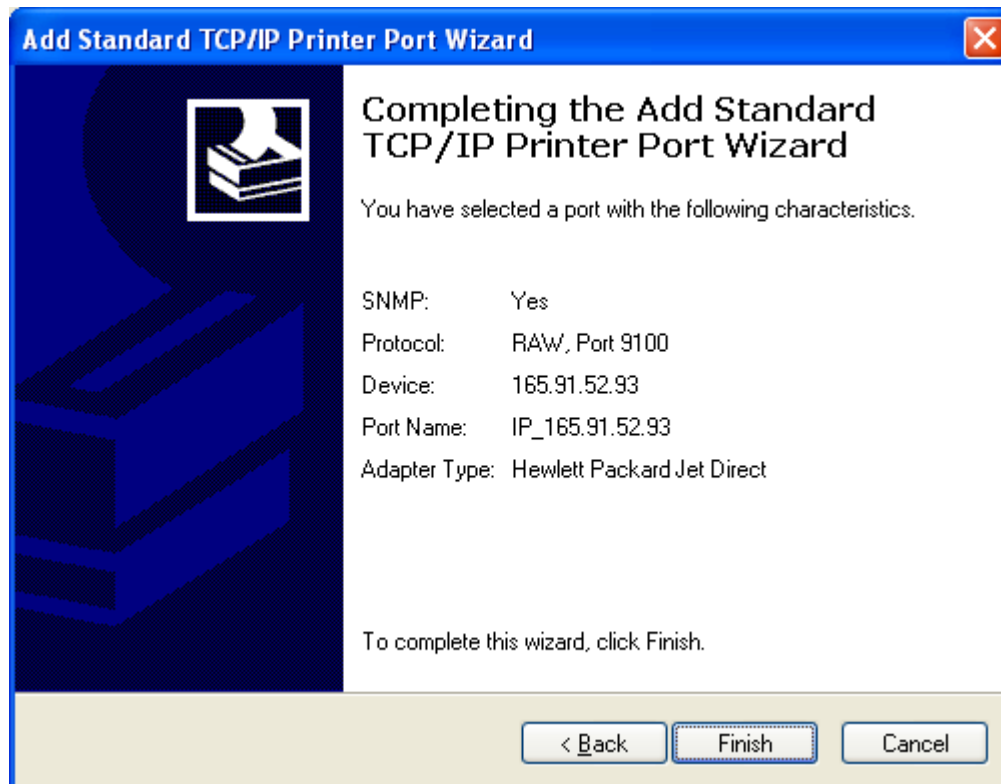 Add Standard TCP/IP Printer Port Wizard
Completing the Add Standard
TCP/IP Printer Port Wizard
You have selected a port with the following characteristics.
SNMP: Yes
Protocol: RAW, Port 9100
Device: 165.91.52.93
Port Name: IP_165.91.52.93
Adapter Type: Hewlett Packard Jet Direct
To complete this wizard, click Finish.
< Back Finish Cancel